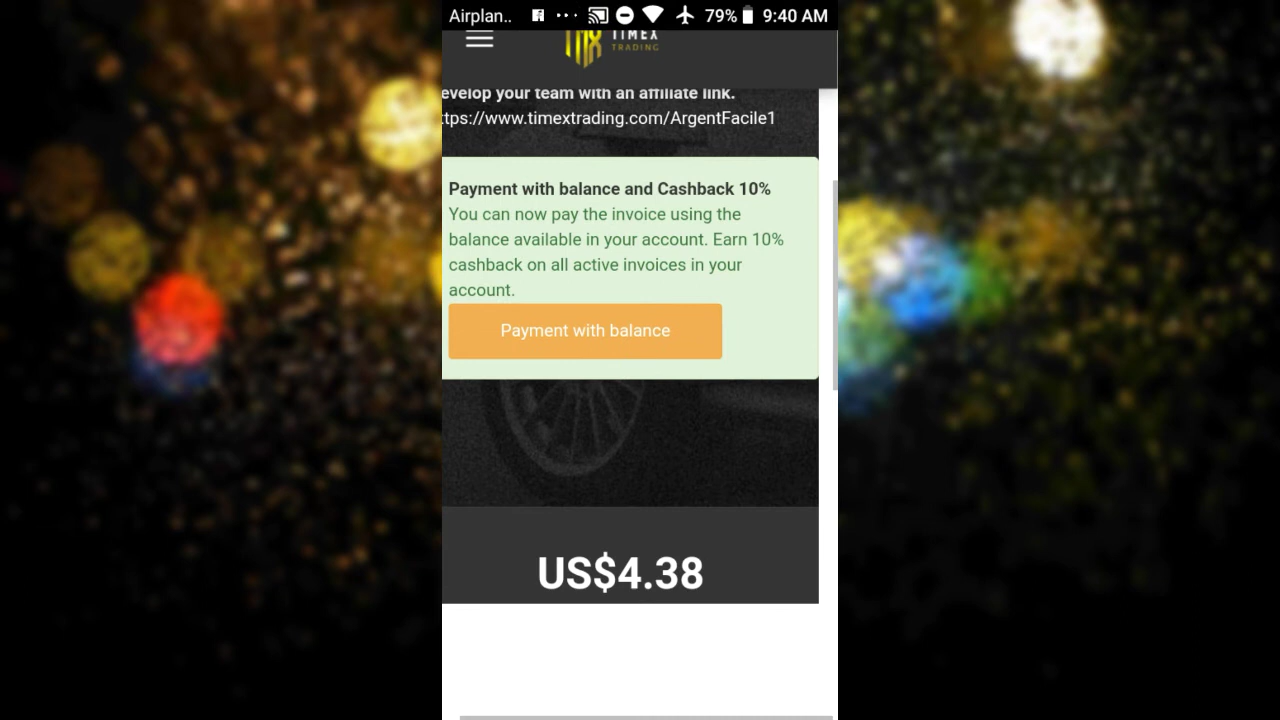 Airplan..
79%
9:40 AM
TIMEX
TRADING
evelop your team with an affiliate link.
tps://www.timextrading.com/ArgentFacile1
Payment with balance and Cashback 10%
You can now pay the invoice using the
balance available in your account. Earn 10%
cashback on all active invoices in your
account.
Payment with balance
US$4.38